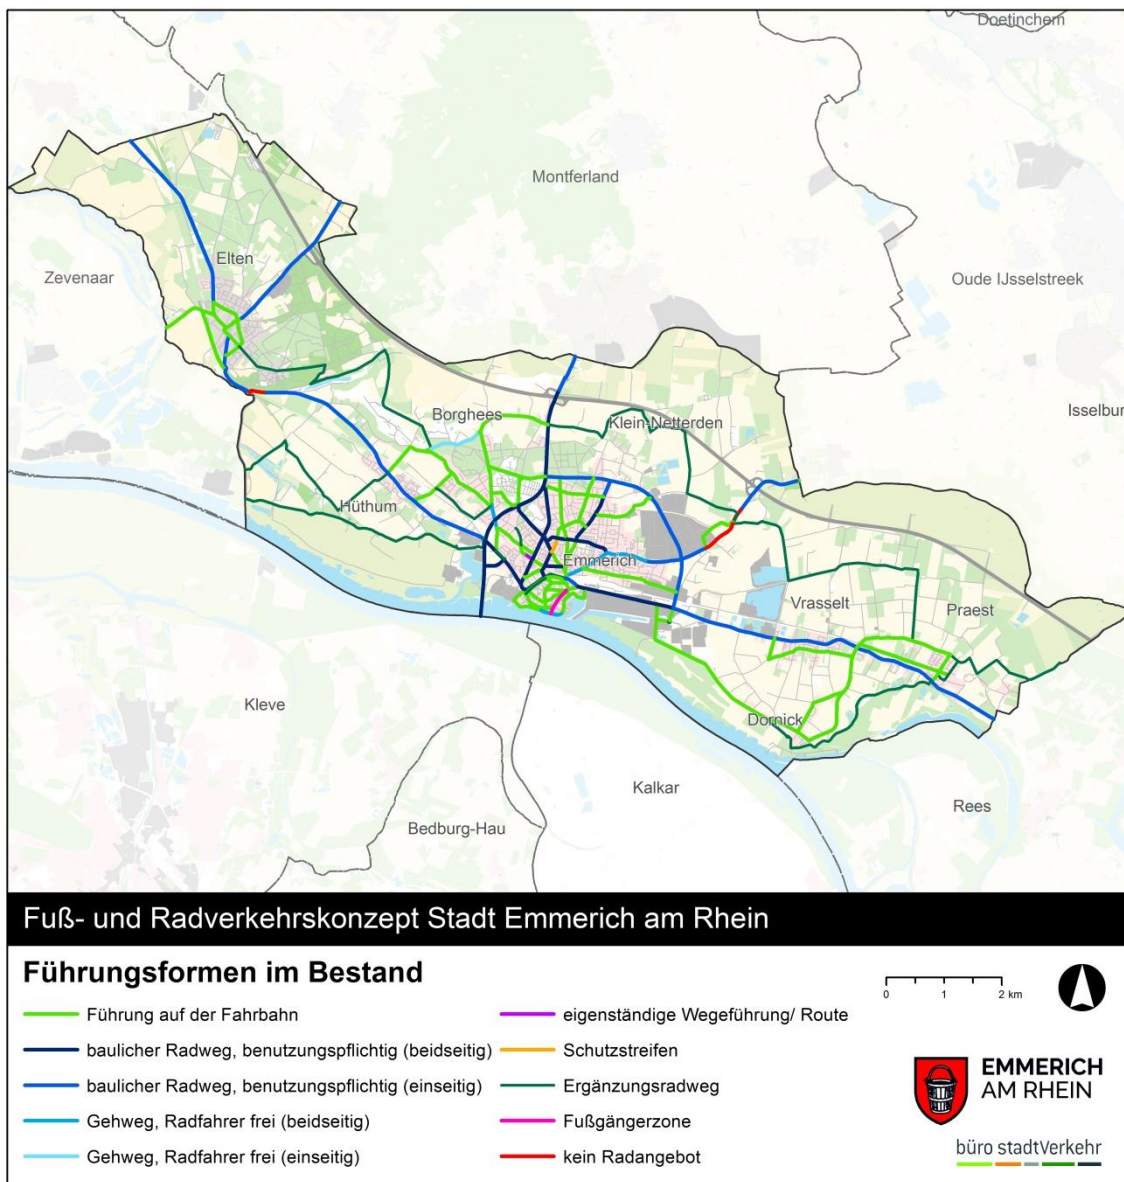 Doetinchem
Montferland
Zevenaar
Elten
Oude IJsselstreek
Isselbur
Borghees
Klein-Netterden
Hüthum
Emmerich
Vrasselt
Praest
Kleve
Dornick
Kalkar
Rees
Bedburg-Hau
Fuß- und Radverkehrskonzept Stadt Emmerich am Rhein
Führungsformen im Bestand
Führung auf der Fahrbahn
baulicher Radweg, benutzungspflichtig (beidseitig)
baulicher Radweg, benutzungspflichtig (einseitig)
Gehweg, Radfahrer frei (beidseitig)
Gehweg, Radfahrer frei (einseitig)
eigenständige Wegeführung/ Route
Schutzstreifen
Ergänzungsradweg
Fußgängerzone
kein Radangebot
0 1 2 km
EMMERICH
AM RHEIN
büro stadtVerkehr